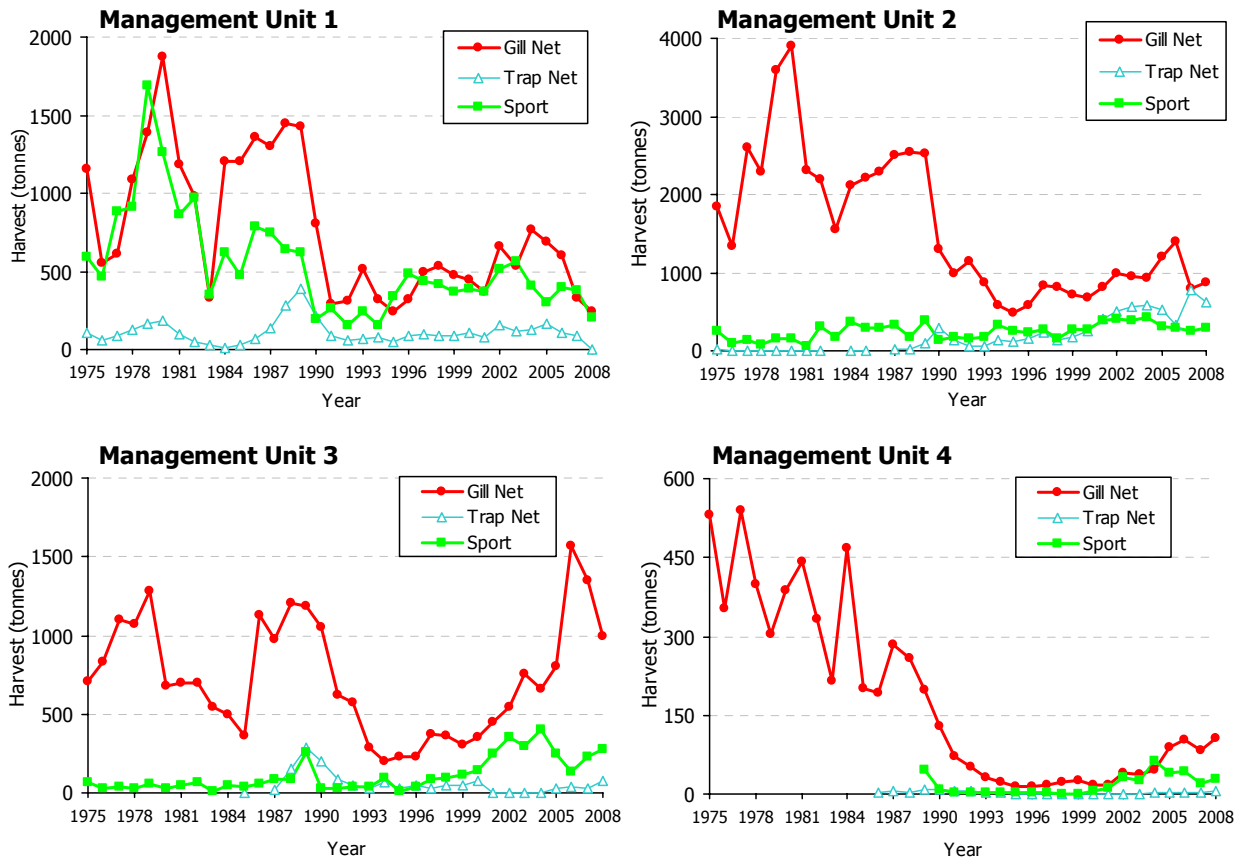 Management Unit 1
Harvest (tonnes)
2000
1500
1000
500
0
Gill Net
Trap Net
Sport
1975 1978 1981 1984 1987 1990 1993 1996 1999 2002 2005 2008
Year
Management Unit 2
Harvest (tonnes)
4000
3000
2000
1000
0
Gill Net
Trap Net
Sport
1975 1978 1981 1984 1987 1990 1993 1996 1999 2002 2005 2008
Year
Management Unit 3
Harvest (tonnes)
2000
1500
1000
500
0
Gill Net
Trap Net
Sport
1975 1978 1981 1984 1987 1990 1993 1996 1999 2002 2005 2008
Year
Management Unit 4
Harvest (tonnes)
600
450
300
150
0
Gill Net
Trap Net
Sport
1975 1978 1981 1984 1987 1990 1993 1996 1999 2002 2005 2008
Year